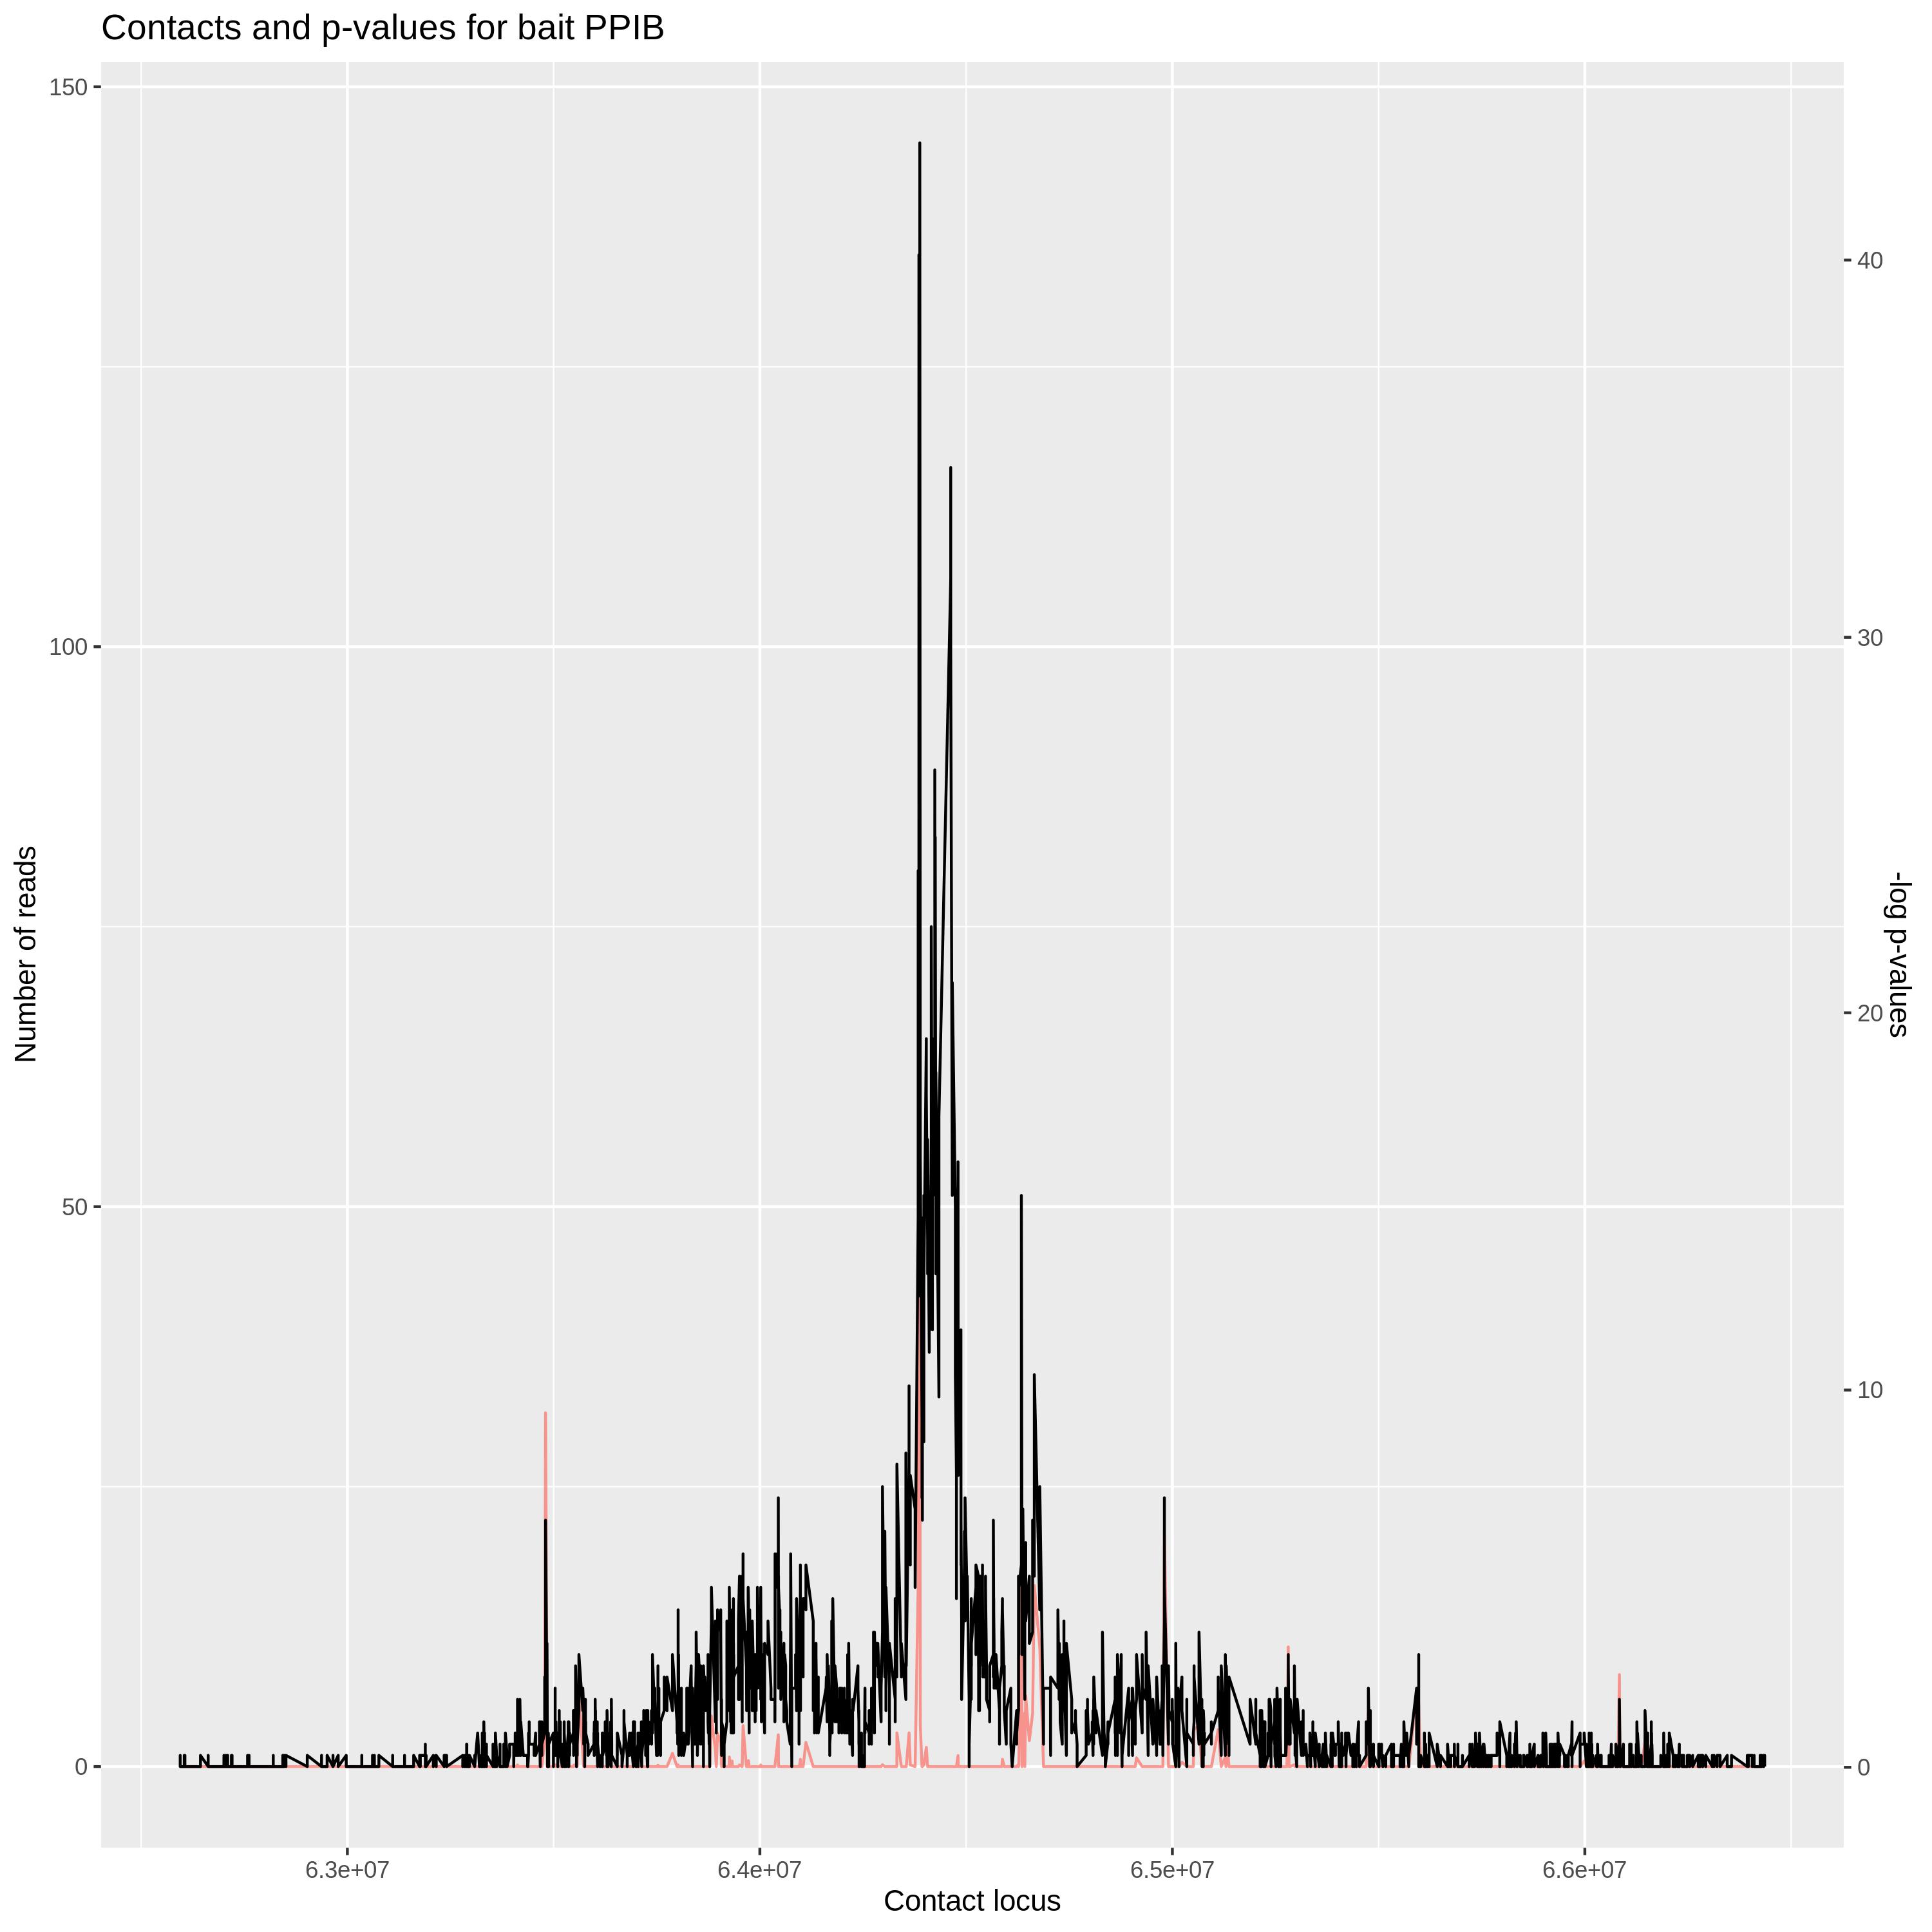 Contacts and p-values for bait PPIB
150
100
50
0
Number of reads
40
30
20
10
0
-log p-values
6.3e+07
6.4e+07
6.5e+07
6.6e+07
Contact locus